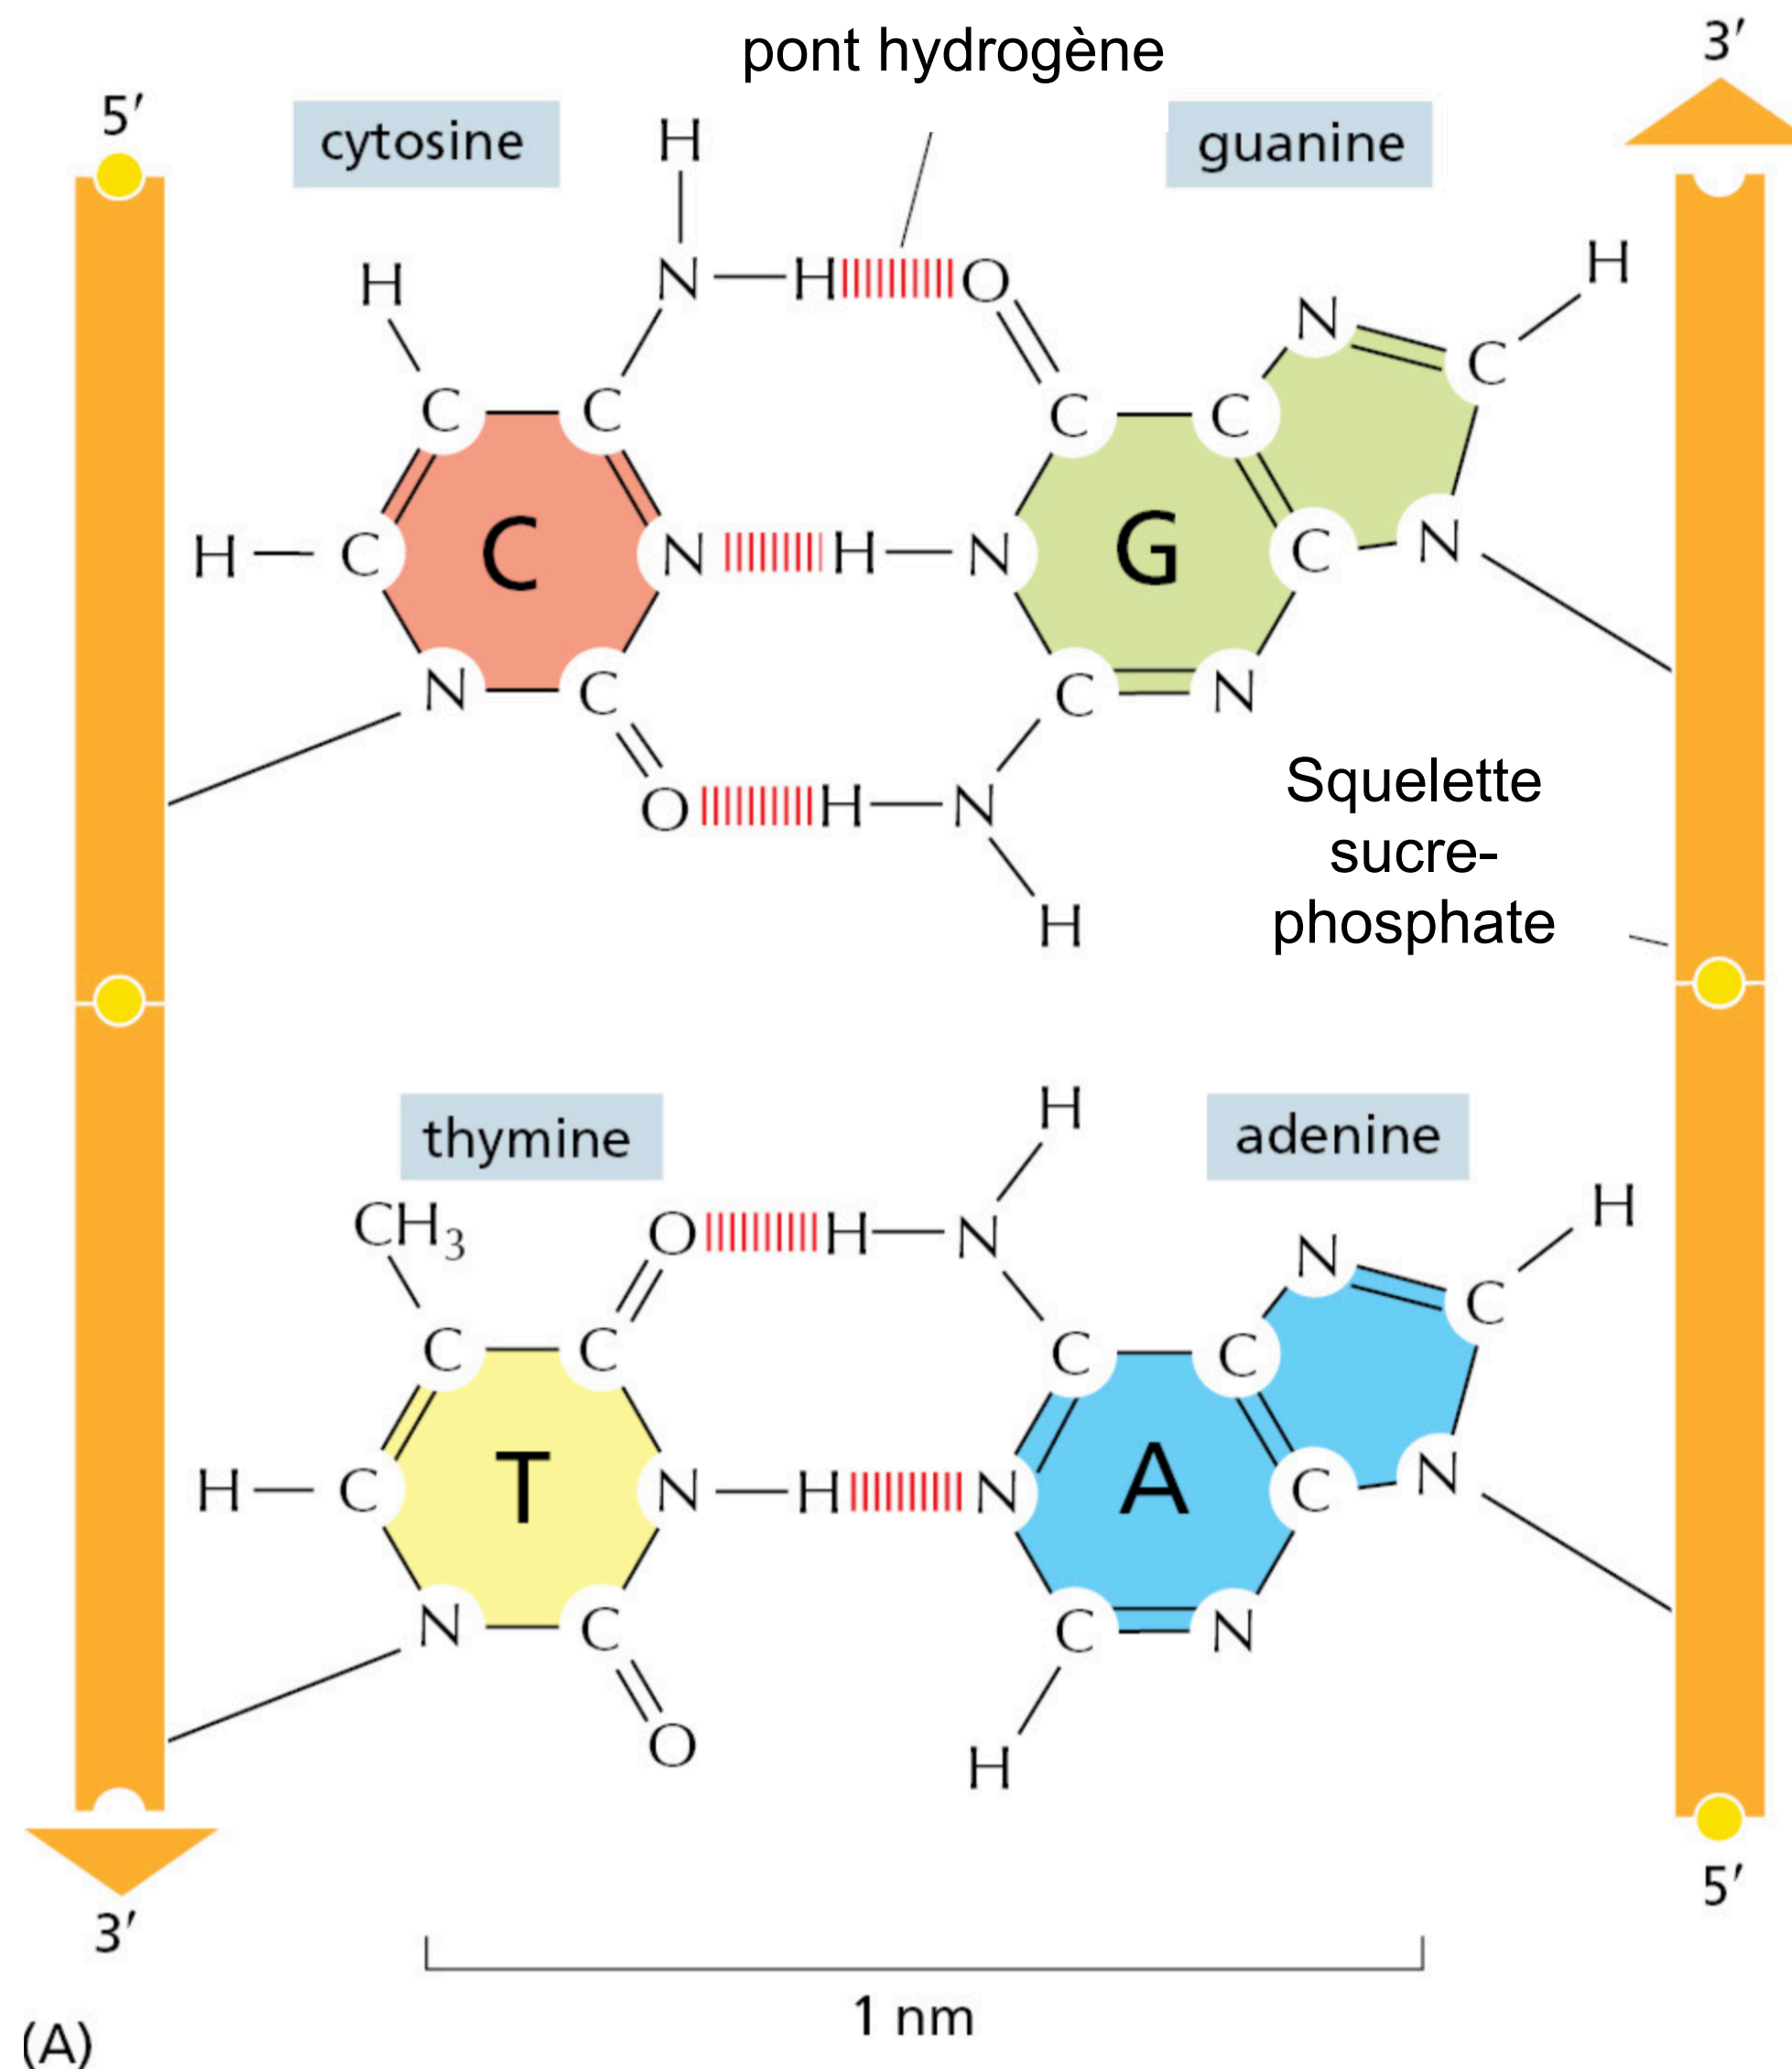 pont hydrogène
3′
5′
cytosine
guanine
H
H
H
N
H
O
N
C
C
C
C
C
H
C
C
N
H
N
G
C
N
N
C
C
N
O
H
N
H
Squelette
sucre-
phosphate
thymine
adenine
H
CH3
O
H
N
N
H
C
C
C
C
C
H
C
T
N
H
N
A
C
N
N
C
C
N
O
H
3′
5′
1 nm
(A)